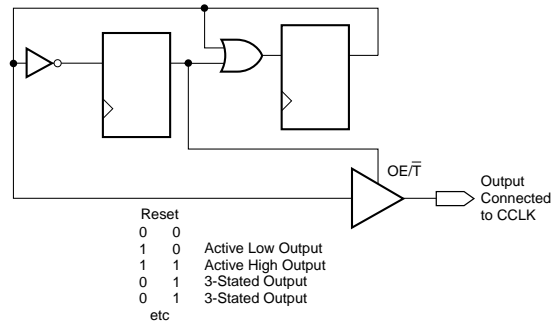 OE/T̅
Output
Connected
to CCLK
Reset
0 0
1 0 Active Low Output
1 1 Active High Output
0 1 3-Stated Output
0 1 3-Stated Output
etc